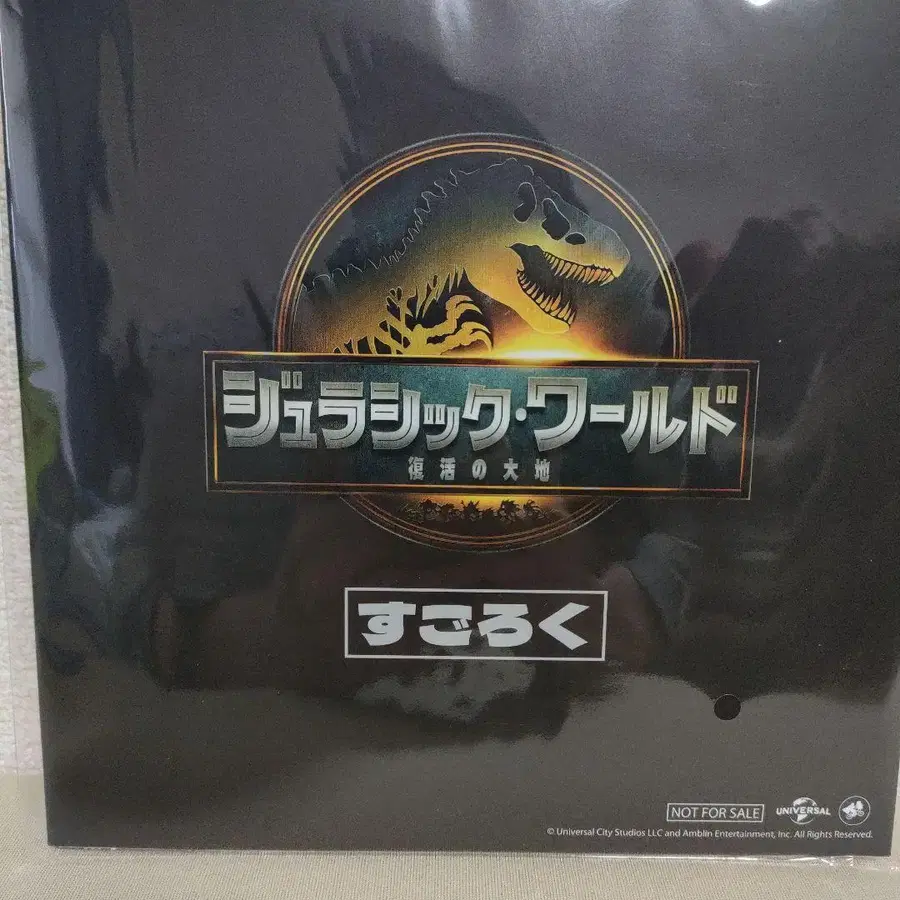 ジュラシック・ワールド
復活の大地
すごろく
NOT FOR SALE
UNIVERSAL
© Universal City Studios LLC and Amblin Entertainment, Inc. All Rights Reserved.